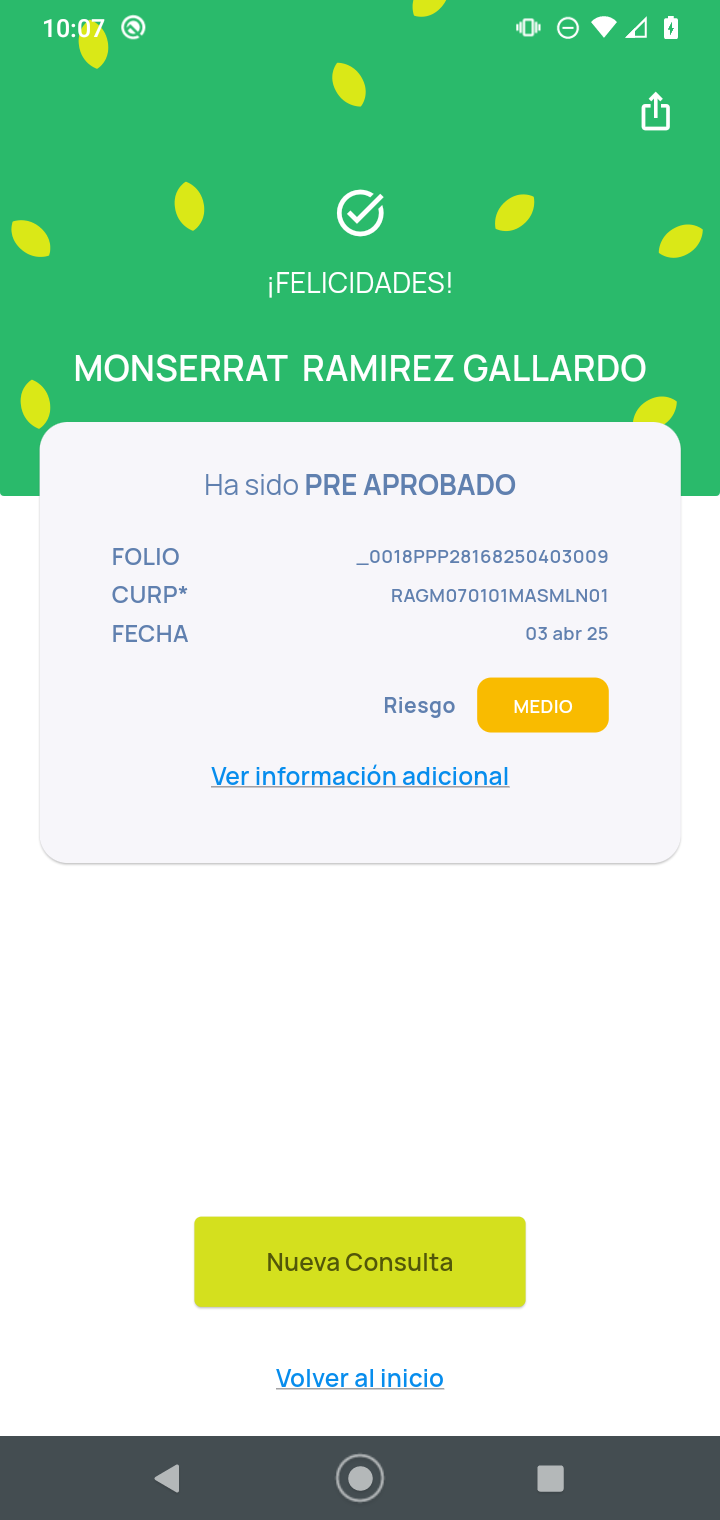 10:07
¡FELICIDADES!
MONSERRAT  RAMIREZ GALLARDO
Ha sido PRE APROBADO
FOLIO _0018PPP28168250403009
CURP* RAGM070101MASMLN01
FECHA 03 abr 25
Riesgo MEDIO
Ver información adicional
Nueva Consulta
Volver al inicio